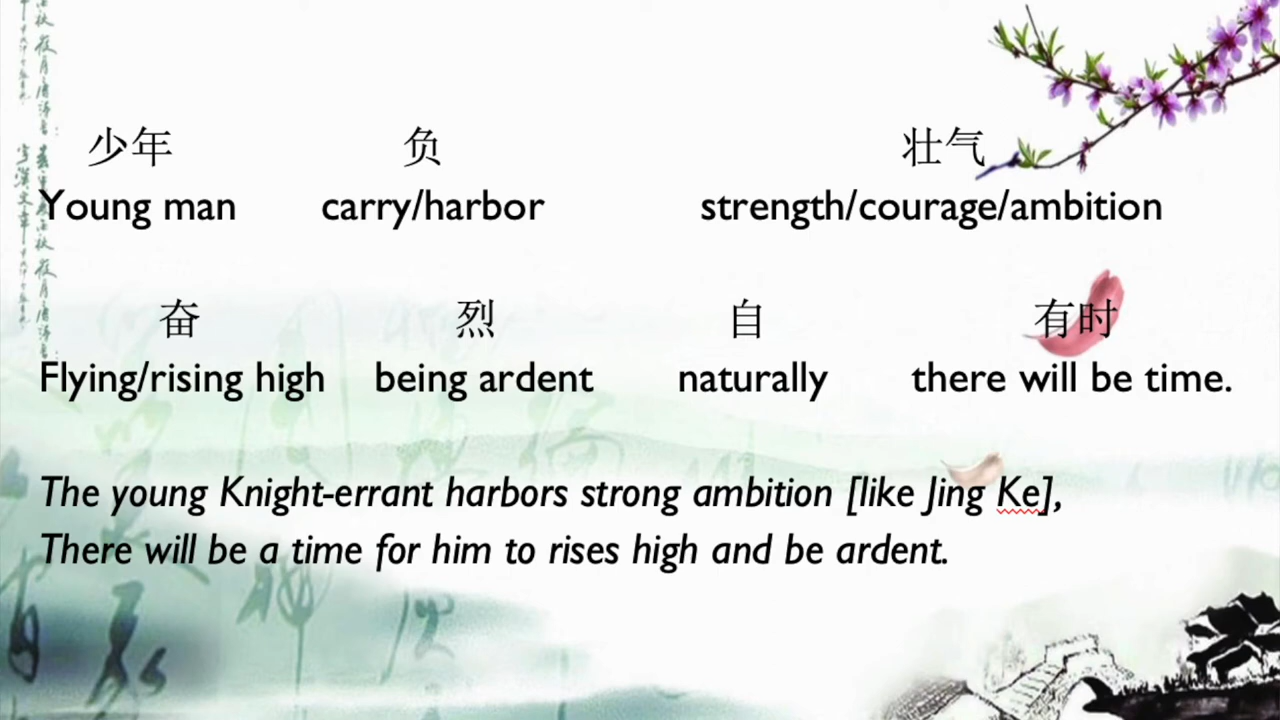 少年 负 壮气
Young man carry/harbor strength/courage/ambition
奋 烈 自 有时
Flying/rising high being ardent naturally there will be time.
The young Knight-errant harbors strong ambition [like Jing Ke],
There will be a time for him to rises high and be ardent.